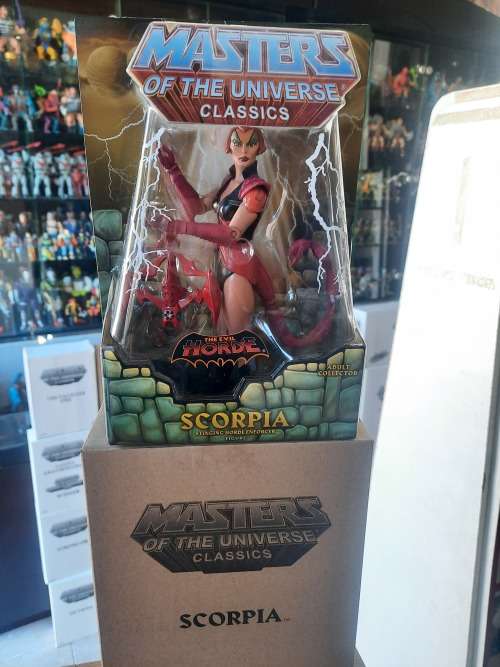 MASTERS
OF THE UNIVERSE
CLASSICS
THE EVIL
HORDE
ADULT
COLLECTOR
SCORPIA
STINGING HORDE ENFORCER
FIGURE
MASTERS
OF THE UNIVERSE
CLASSICS
SCORPIA